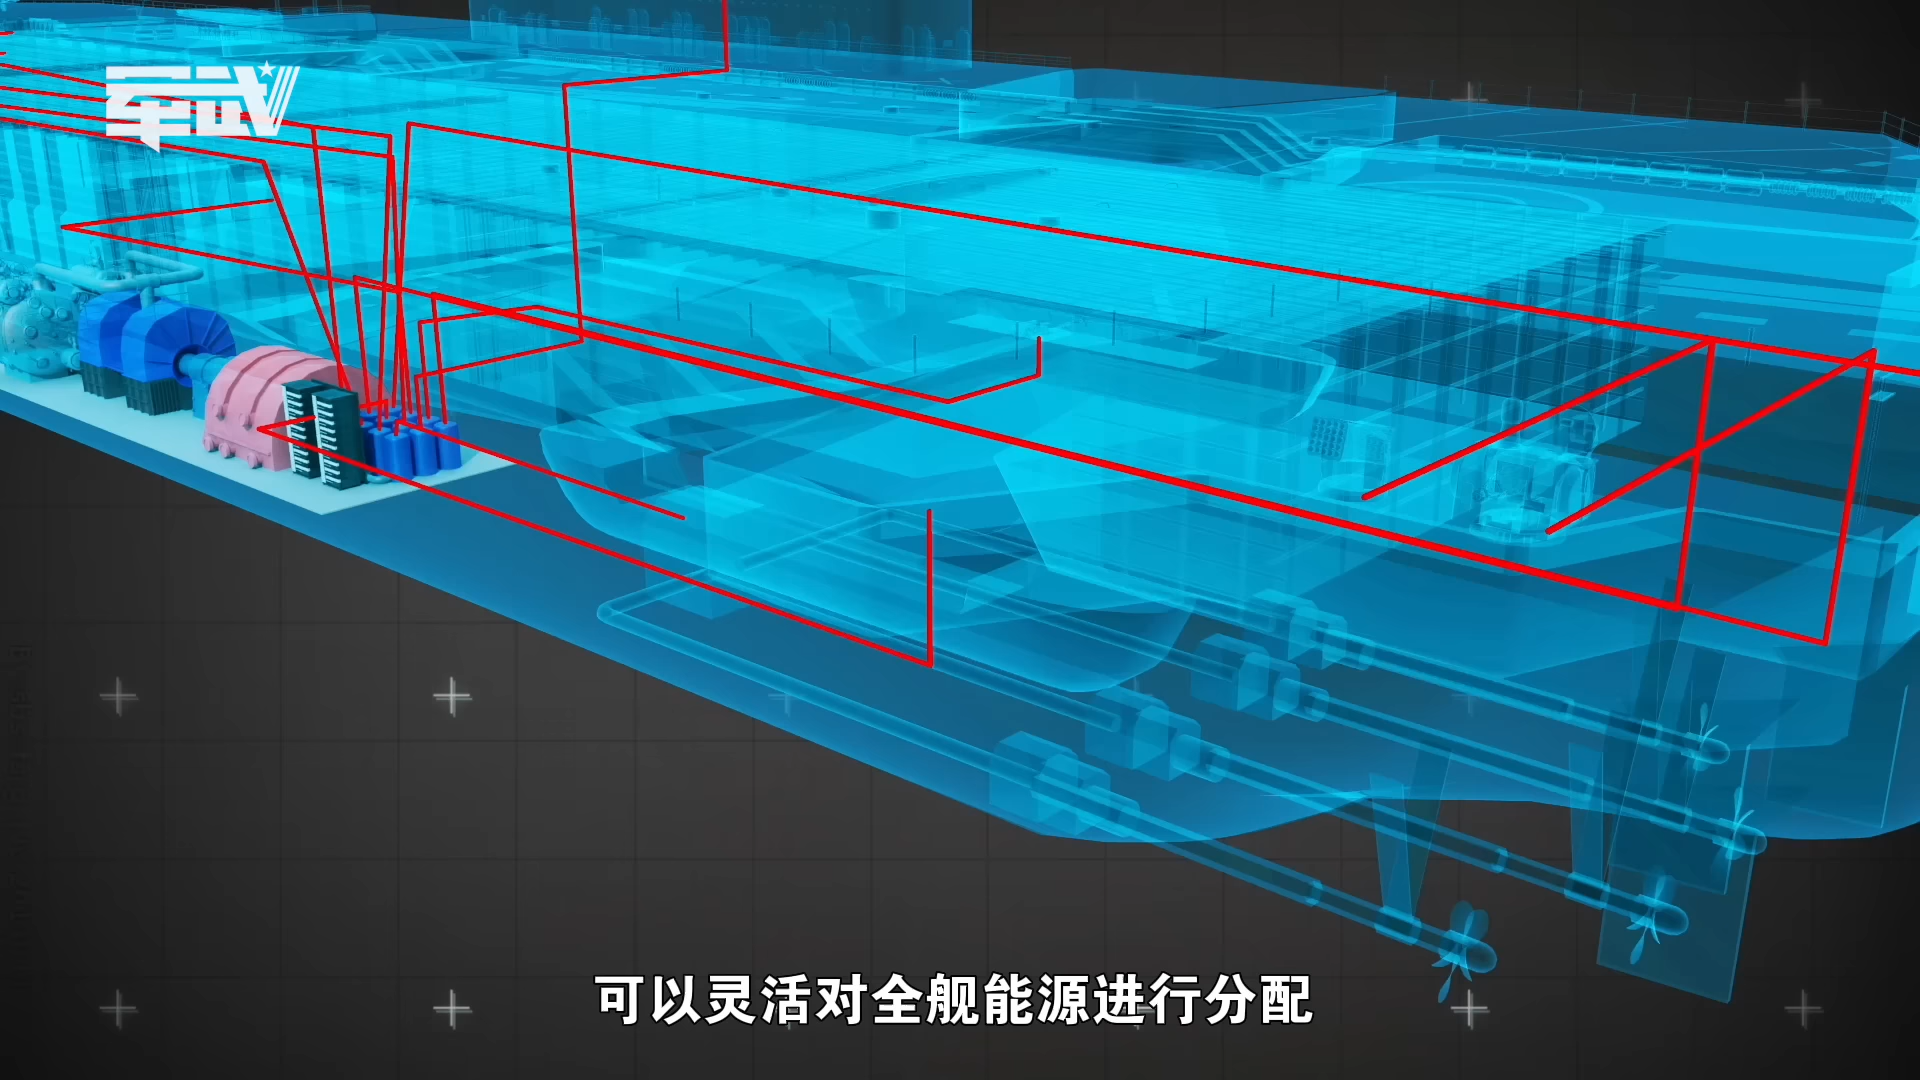 军武
可以灵活对全舰能源进行分配